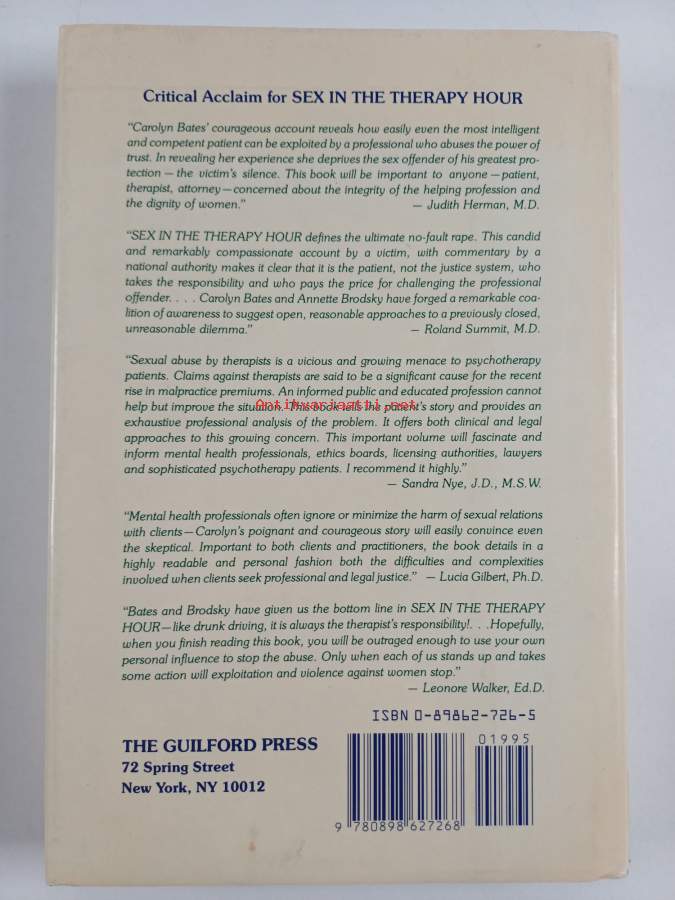 Critical Acclaim for SEX IN THE THERAPY HOUR
“Carolyn Bates’ courageous account reveals how easily even the most intelligent
and competent patient can be exploited by a professional who abuses the power of
trust. In revealing her experience she deprives the sex offender of his greatest pro-
tection—the victim’s silence. This book will be important to anyone—patient,
therapist, attorney—concerned about the integrity of the helping profession and
the dignity of women.” — Judith Herman, M.D.
“SEX IN THE THERAPY HOUR defines the ultimate no-fault rape. This candid
and remarkably compassionate account by a victim, with commentary by a
national authority makes it clear that it is the patient, not the justice system, who
takes the responsibility and who pays the price for challenging the professional
offender. . . . Carolyn Bates and Annette Brodsky have forged a remarkable coa-
lition of awareness to suggest open, reasonable approaches to a previously closed,
unreasonable dilemma.” — Roland Summit, M.D.
“Sexual abuse by therapists is a vicious and growing menace to psychotherapy
patients. Claims against therapists are said to be a significant cause for the recent
rise in malpractice premiums. An informed public and educated profession cannot
help but improve the situation. This book tells the patient’s story and provides an
Antikvariaatti.net
exhaustive professional analysis of the problem. It offers both clinical and legal
approaches to this growing concern. This important volume will fascinate and
inform mental health professionals, ethics boards, licensing authorities, lawyers
and sophisticated psychotherapy patients. I recommend it highly.”
— Sandra Nye, J.D., M.S.W.
“Mental health professionals often ignore or minimize the harm of sexual relations
with clients—Carolyn’s poignant and courageous story will easily convince even
the skeptical. Important to both clients and practitioners, the book details in a
highly readable and personal fashion both the difficulties and complexities
involved when clients seek professional and legal justice.” — Lucia Gilbert, Ph.D.
“Bates and Brodsky have given us the bottom line in SEX IN THE THERAPY
HOUR—like drunk driving, it is always the therapist’s responsibility!. . .Hopefully,
when you finish reading this book, you will be outraged enough to use your own
personal influence to stop the abuse. Only when each of us stands up and takes
some action will exploitation and violence against women stop.”
— Leonore Walker, Ed.D.
ISBN 0-89862-726-5
THE GUILFORD PRESS
72 Spring Street
New York, NY 10012
01995
9 780898 627268